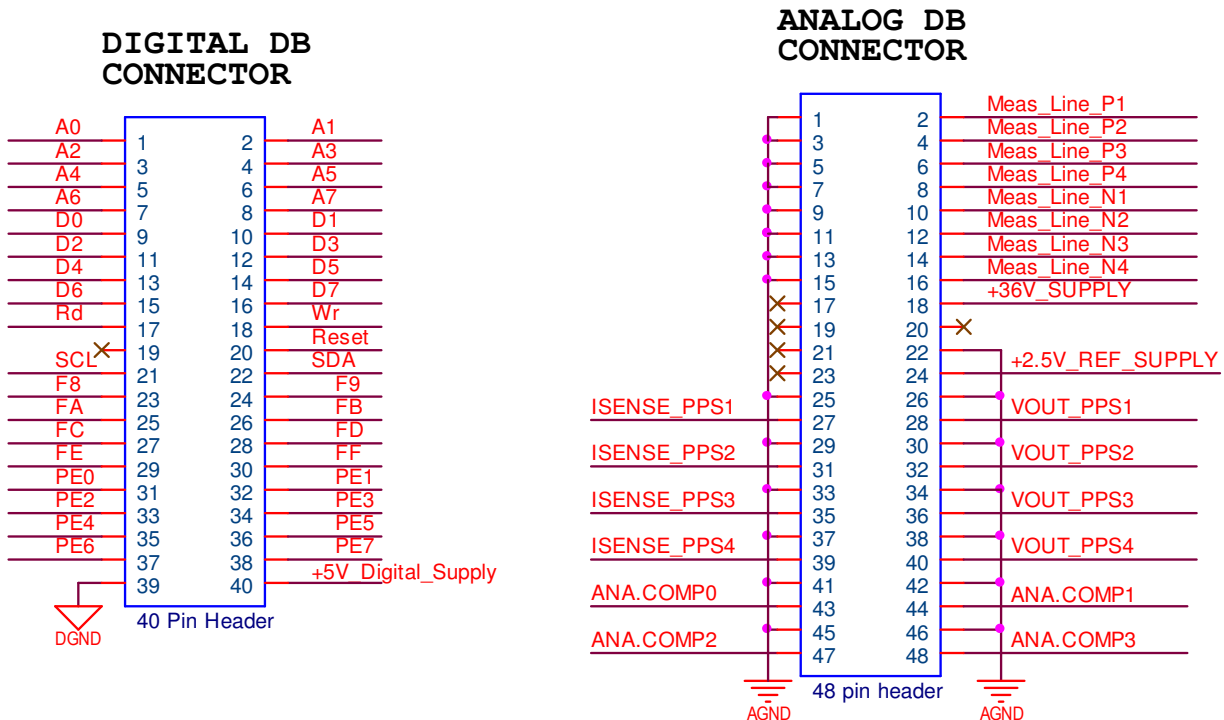 DIGITAL DB
CONNECTOR
A0 1 2 A1
A2 3 4 A3
A4 5 6 A5
A6 7 8 A7
D0 9 10 D1
D2 11 12 D3
D4 13 14 D5
D6 15 16 D7
Rd 17 18 Wr
19 20 Reset
SCL 21 22 SDA
F8 23 24 F9
FA 25 26 FB
FC 27 28 FD
FE 29 30 FF
PE0 31 32 PE1
PE2 33 34 PE3
PE4 35 36 PE5
PE6 37 38 PE7
39 40 +5V_Digital_Supply
40 Pin Header
DGND
ANALOG DB
CONNECTOR
1 2 Meas_Line_P1
3 4 Meas_Line_P2
5 6 Meas_Line_P3
7 8 Meas_Line_P4
9 10 Meas_Line_N1
11 12 Meas_Line_N2
13 14 Meas_Line_N3
15 16 Meas_Line_N4
17 18 +36V_SUPPLY
19 20
21 22
23 24 +2.5V_REF_SUPPLY
25 26
ISENSE_PPS1 27 28 VOUT_PPS1
29 30
ISENSE_PPS2 31 32 VOUT_PPS2
33 34
ISENSE_PPS3 35 36 VOUT_PPS3
37 38
ISENSE_PPS4 39 40 VOUT_PPS4
41 42
ANA.COMP0 43 44 ANA.COMP1
45 46
ANA.COMP2 47 48 ANA.COMP3
48 pin header
AGND AGND